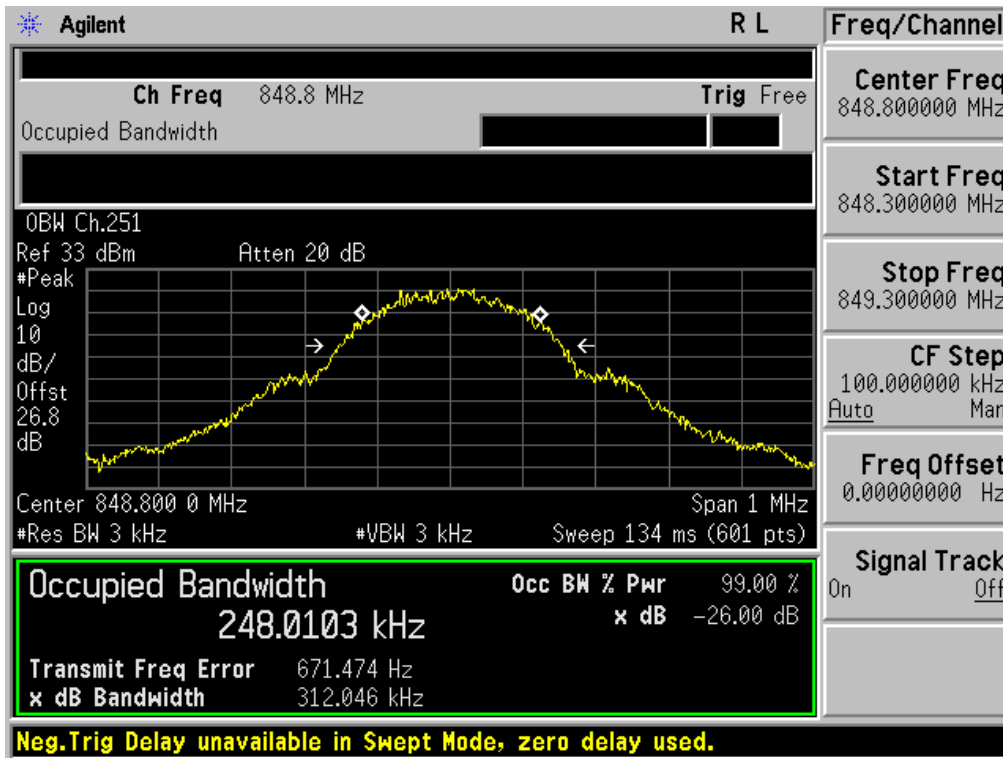 Agilent R L Freq/Channel
Ch Freq 848.8 MHz Trig Free
Occupied Bandwidth
Center Freq
848.800000 MHz
Start Freq
848.300000 MHz
Stop Freq
849.300000 MHz
CF Step
100.000000 kHz
Auto Man
Freq Offset
0.00000000 Hz
Signal Track
On Off
OBW Ch.251
Ref 33 dBm Atten 20 dB
#Peak
Log
10
dB/
Offst
26.8
dB
Center 848.800 0 MHz Span 1 MHz
#Res BW 3 kHz #VBW 3 kHz Sweep 134 ms (601 pts)
Occupied Bandwidth Occ BW % Pwr 99.00 %
248.0103 kHz x dB -26.00 dB
Transmit Freq Error 671.474 Hz
x dB Bandwidth 312.046 kHz
Neg.Trig Delay unavailable in Swept Mode, zero delay used.